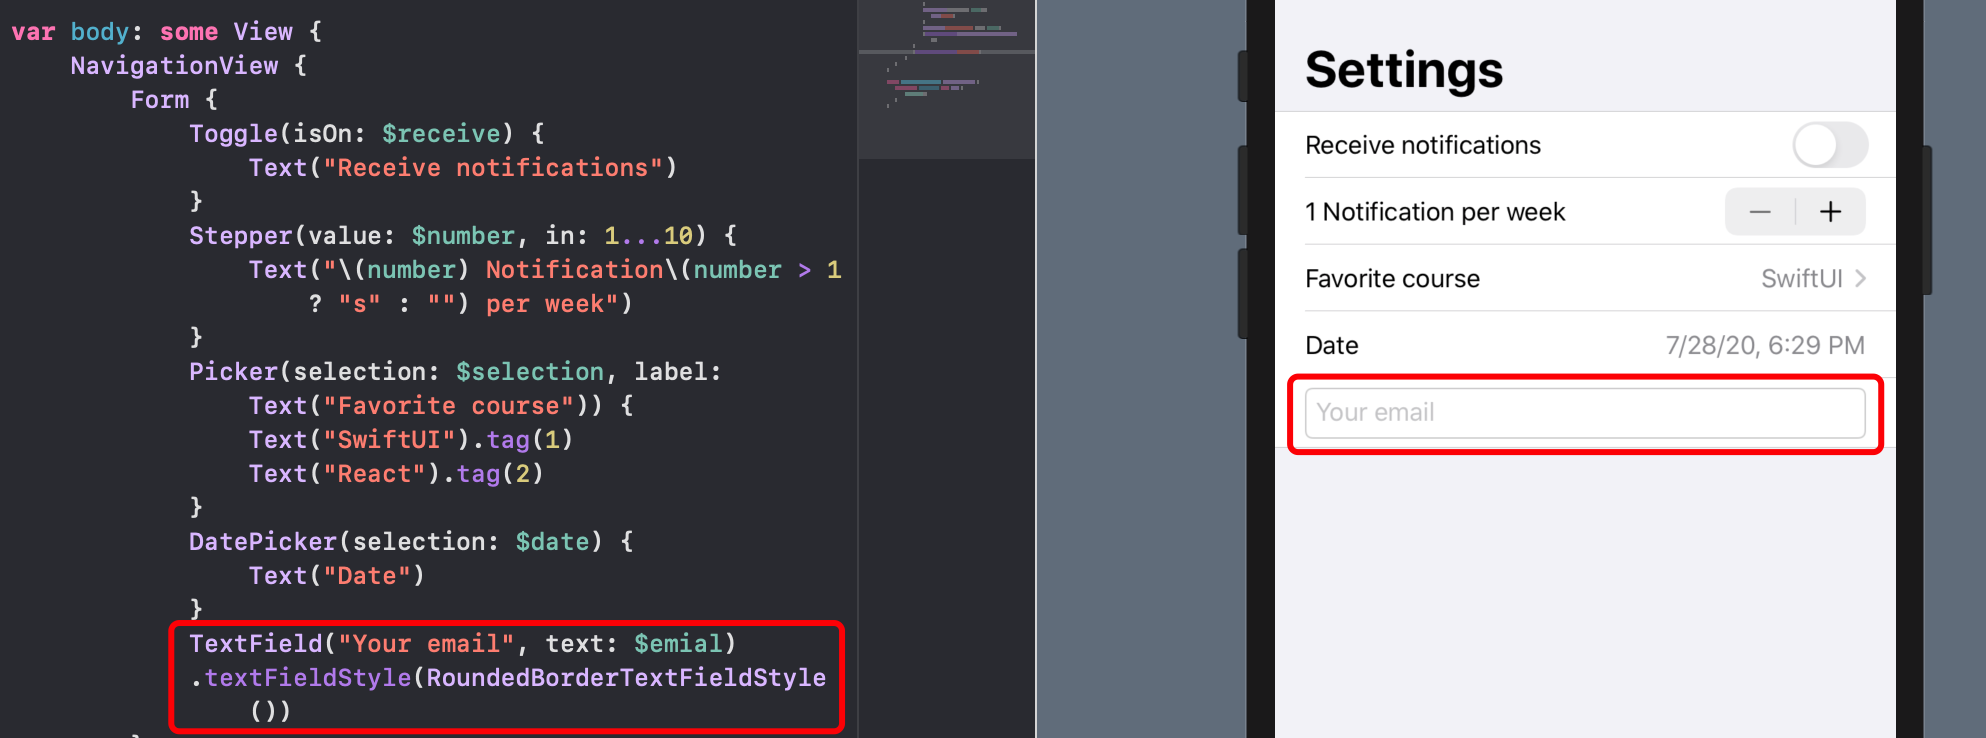 var body: some View {
NavigationView {
Form {
Toggle(isOn: $receive) {
Text("Receive notifications")
}
Stepper(value: $number, in: 1...10) {
Text("\(number) Notification\(number > 1
? "s" : "") per week")
}
Picker(selection: $selection, label:
Text("Favorite course")) {
Text("SwiftUI").tag(1)
Text("React").tag(2)
}
DatePicker(selection: $date) {
Text("Date")
}
TextField("Your email", text: $emial)
.textFieldStyle(RoundedBorderTextFieldStyle
())
Settings
Receive notifications
1 Notification per week
Favorite course SwiftUI
Date 7/28/20, 6:29 PM
Your email